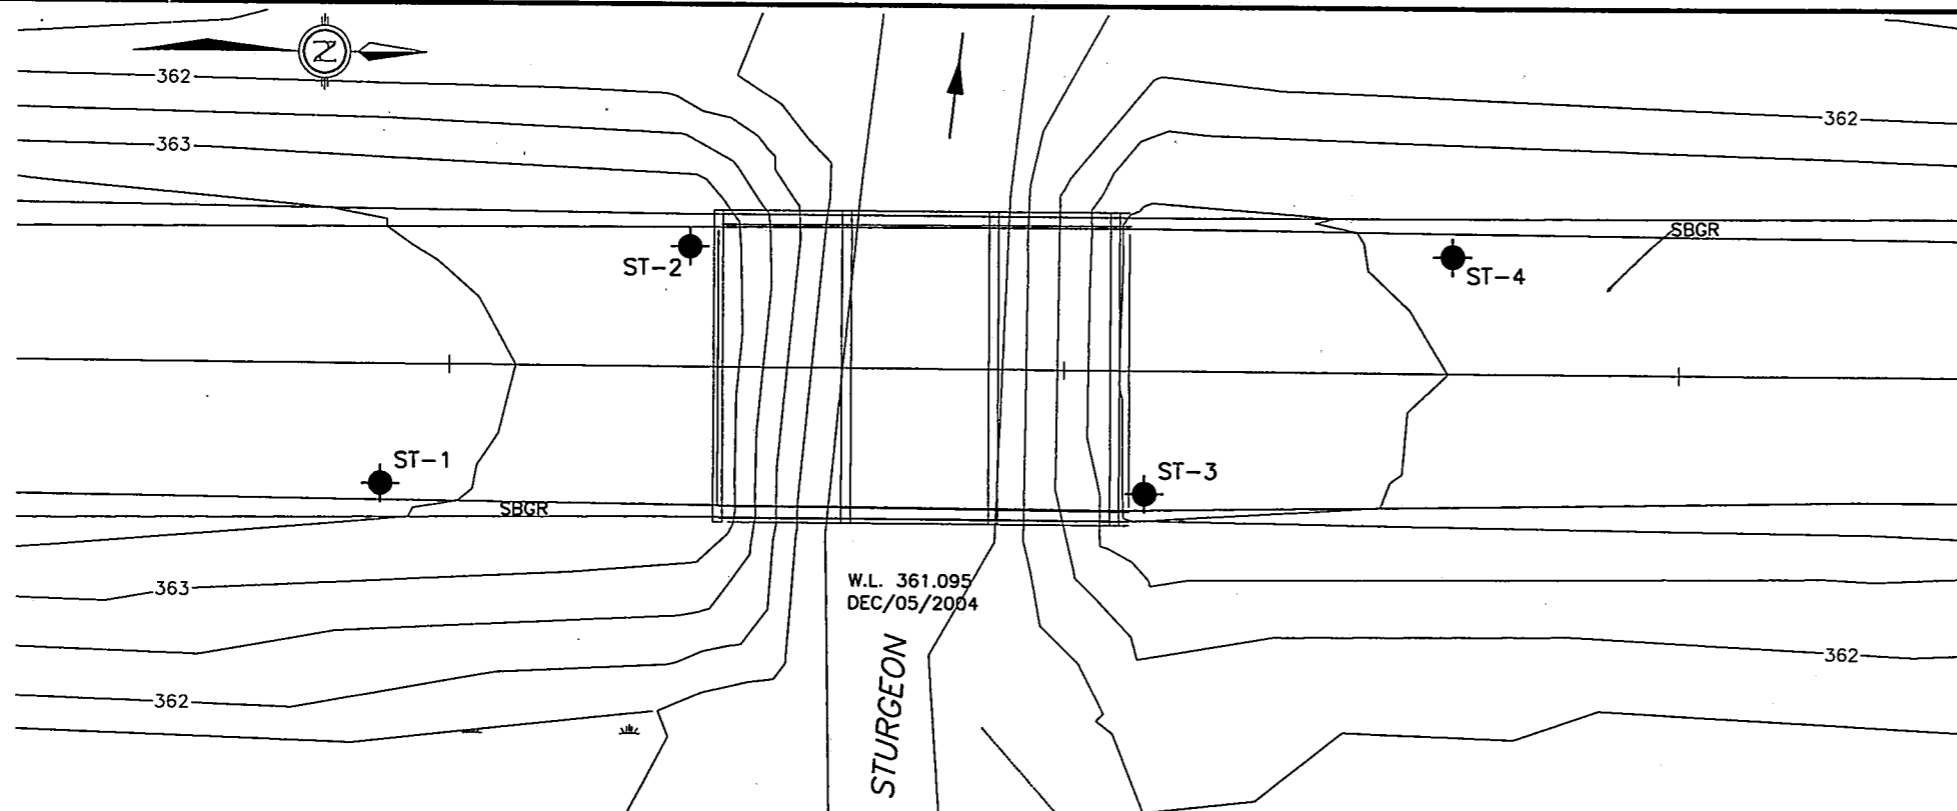 N
362
363
362
SBGR
ST-2
ST-4
ST-1
ST-3
SBGR
W.L. 361.095
DEC/05/2004
363
STURGEON
362
362